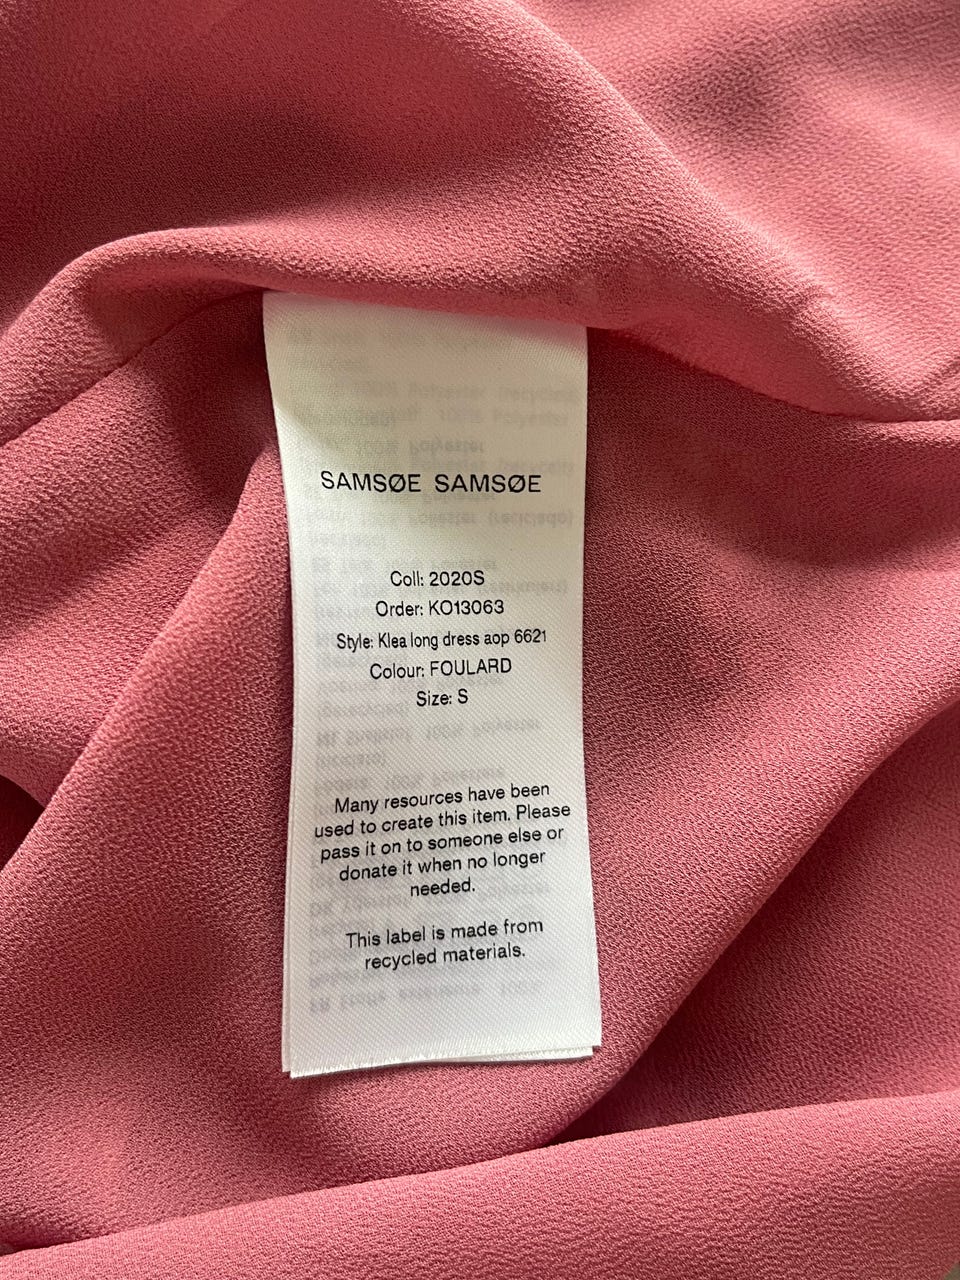 SAMSØE SAMSØE
Coll: 2020S
Order: KO13063
Style: Klea long dress aop 6621
Colour: FOULARD
Size: S
Many resources have been
used to create this item. Please
pass it on to someone else or
donate it when no longer
needed.
This label is made from
recycled materials.